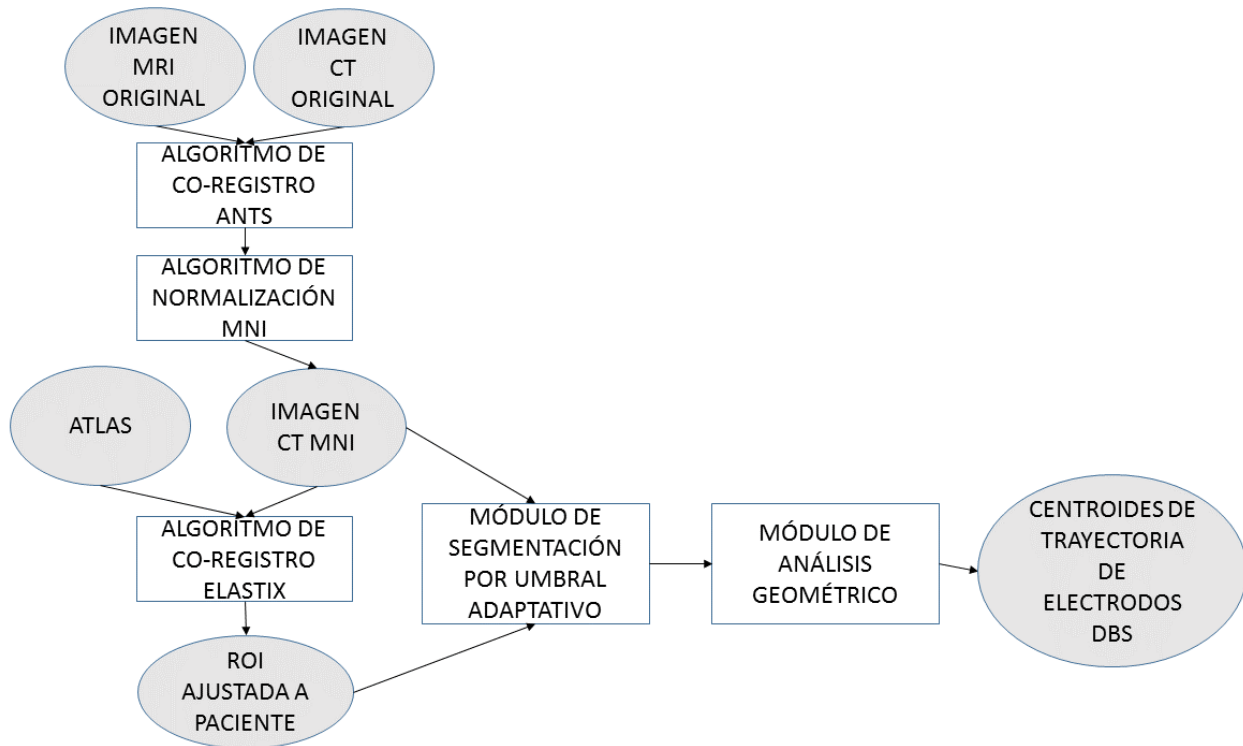 IMAGEN
MRI
ORIGINAL
IMAGEN
CT
ORIGINAL
ALGORITMO DE
CO-REGISTRO
ANTS
ALGORITMO DE
NORMALIZACIÓN
MNI
ATLAS
IMAGEN
CT MNI
ALGORITMO DE
CO-REGISTRO
ELASTIX
ROI
AJUSTADA A
PACIENTE
MÓDULO DE
SEGMENTACIÓN
POR UMBRAL
ADAPTATIVO
MÓDULO DE
ANÁLISIS
GEOMÉTRICO
CENTROIDES DE
TRAYECTORIA
DE
ELECTRODOS
DBS